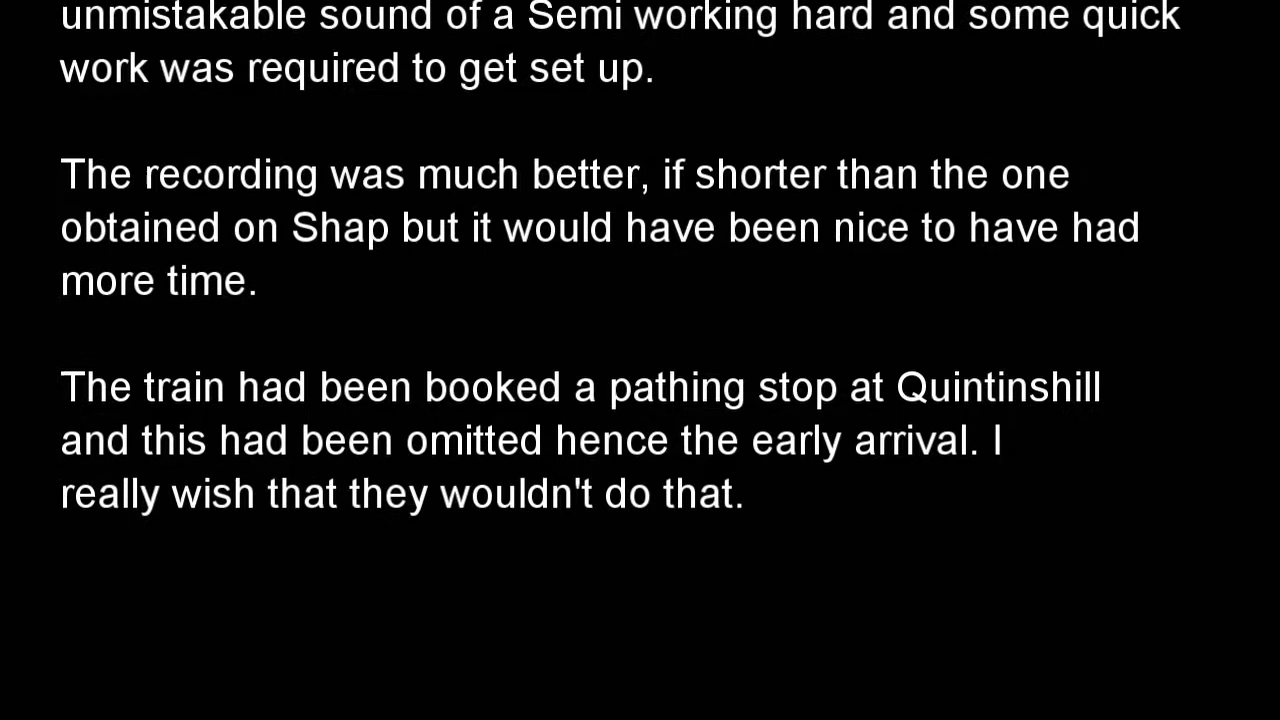 unmistakable sound of a Semi working hard and some quick
work was required to get set up.
The recording was much better, if shorter than the one
obtained on Shap but it would have been nice to have had
more time.
The train had been booked a pathing stop at Quintinshill
and this had been omitted hence the early arrival. I
really wish that they wouldn't do that.